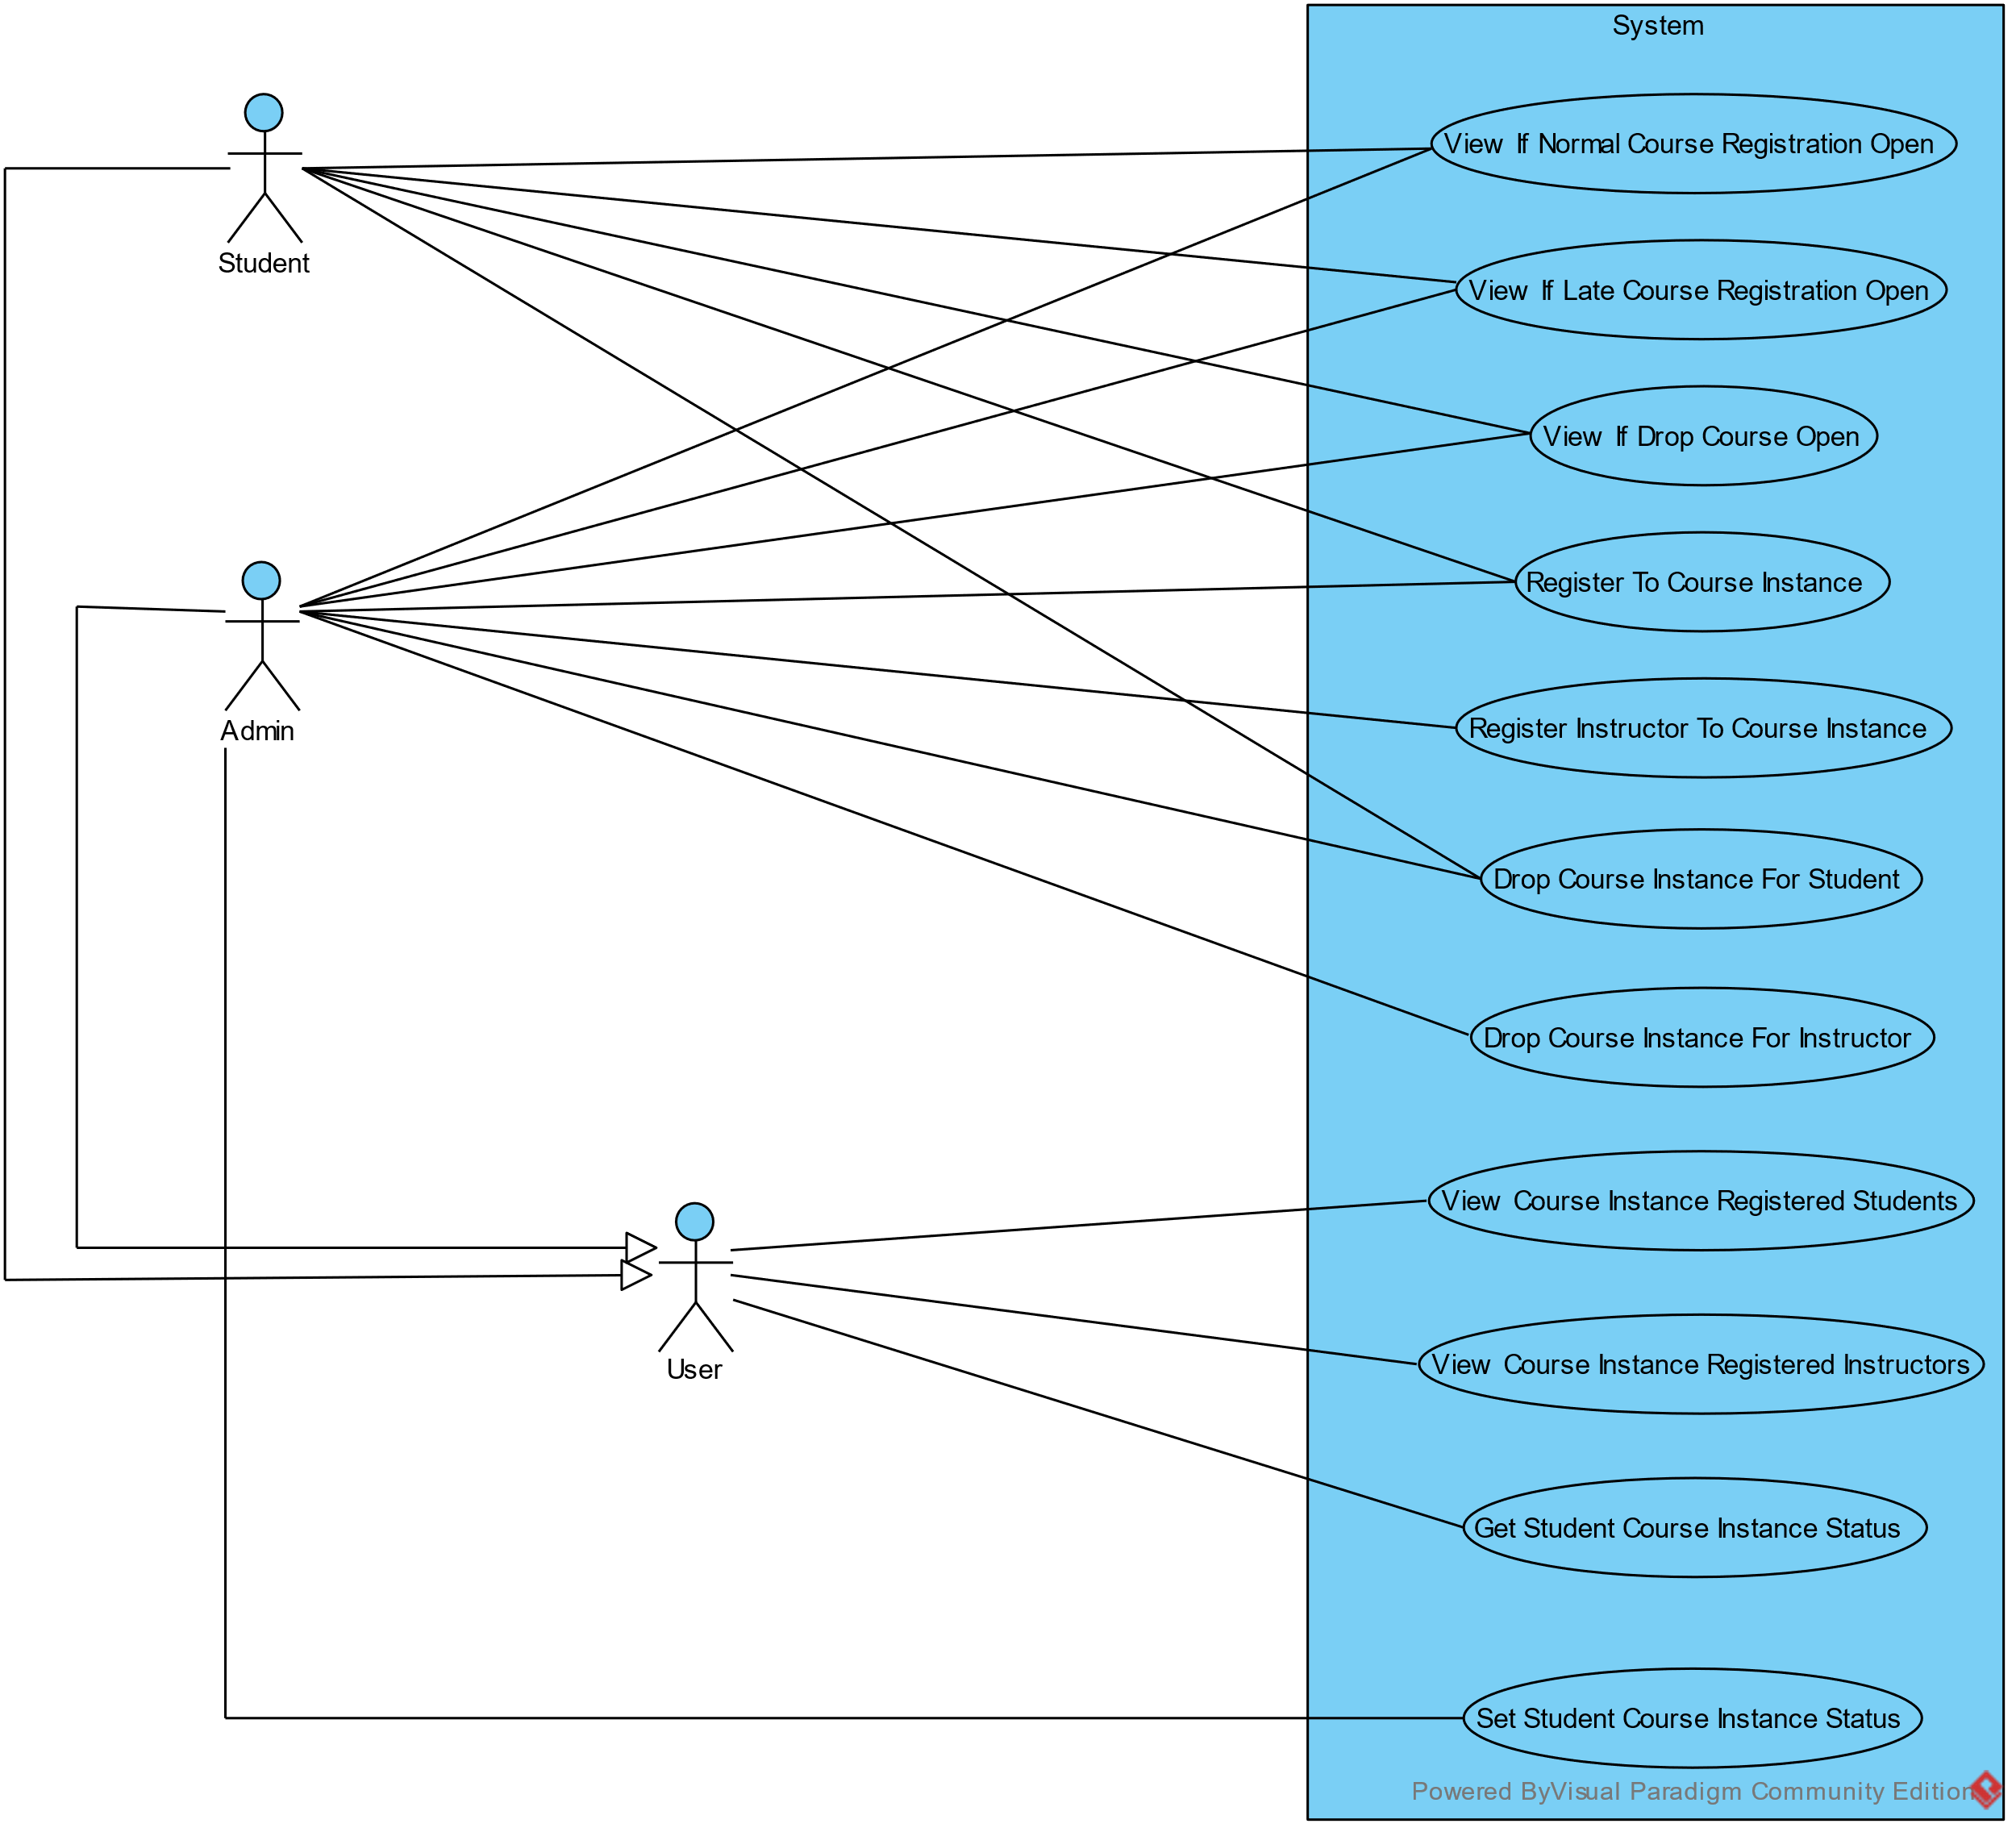 System
View If Normal Course Registration Open
Student
View If Late Course Registration Open
View If Drop Course Open
Register To Course Instance
Admin
Register Instructor To Course Instance
Drop Course Instance For Student
Drop Course Instance For Instructor
View Course Instance Registered Students
User
View Course Instance Registered Instructors
Get Student Course Instance Status
Set Student Course Instance Status
Powered ByVisual Paradigm Community Edition